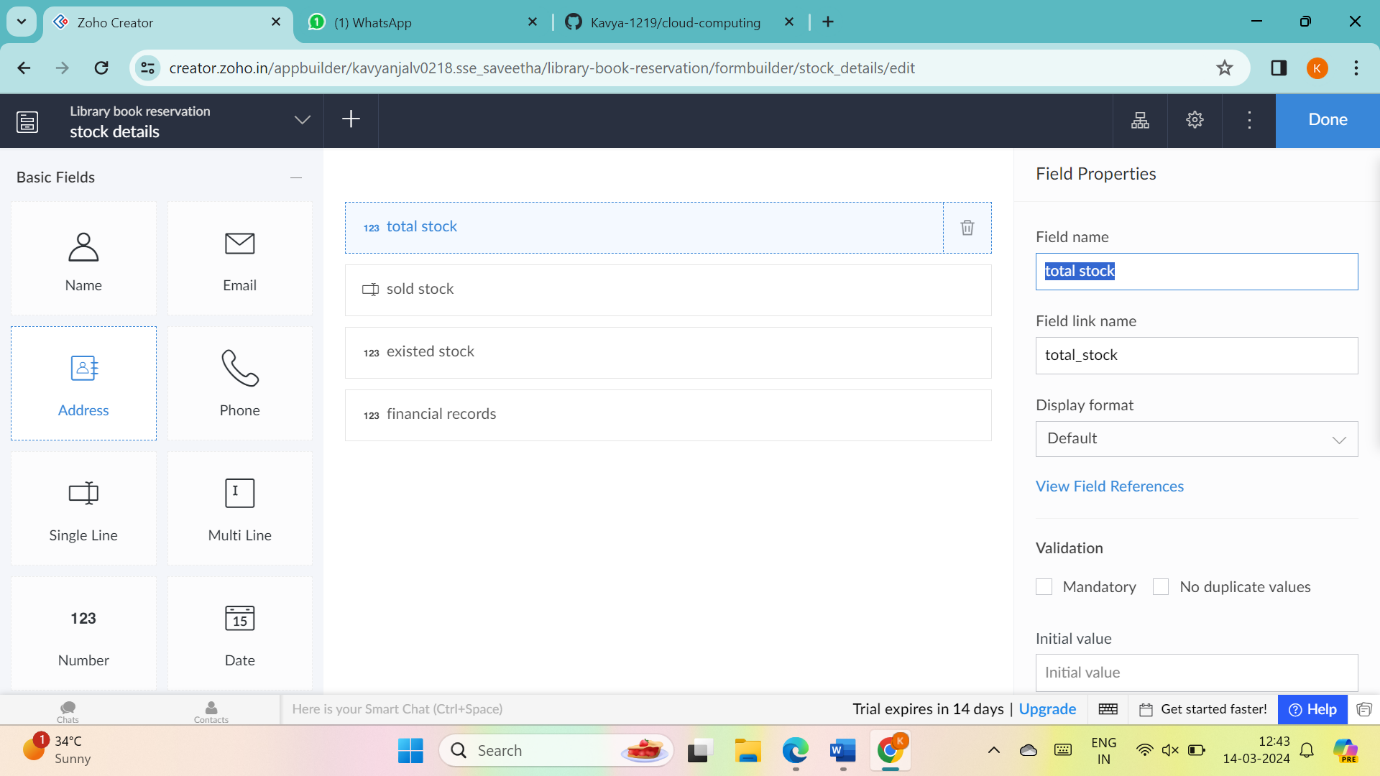 Zoho Creator
1
(1) WhatsApp
Kavya-1219/cloud-computing
creator.zoho.in/appbuilder/kavyanjalv0218.sse_saveetha/library-book-reservation/formbuilder/stock_details/edit
K
Library book reservation
stock details
Done
Basic Fields
Name
Email
Address
Phone
Single Line
Multi Line
123
Number
15
Date
123 total stock
sold stock
123 existed stock
123 financial records
Field Properties
Field name
total stock
Field link name
total_stock
Display format
Default
View Field References
Validation
Mandatory
No duplicate values
Initial value
Initial value
Chats
Contacts
Here is your Smart Chat (Ctrl+Space)
Trial expires in 14 days | Upgrade
Get started faster!
? Help
1
34°C
Sunny
Search
W
K
ENG
IN
12:43
14-03-2024
PRE